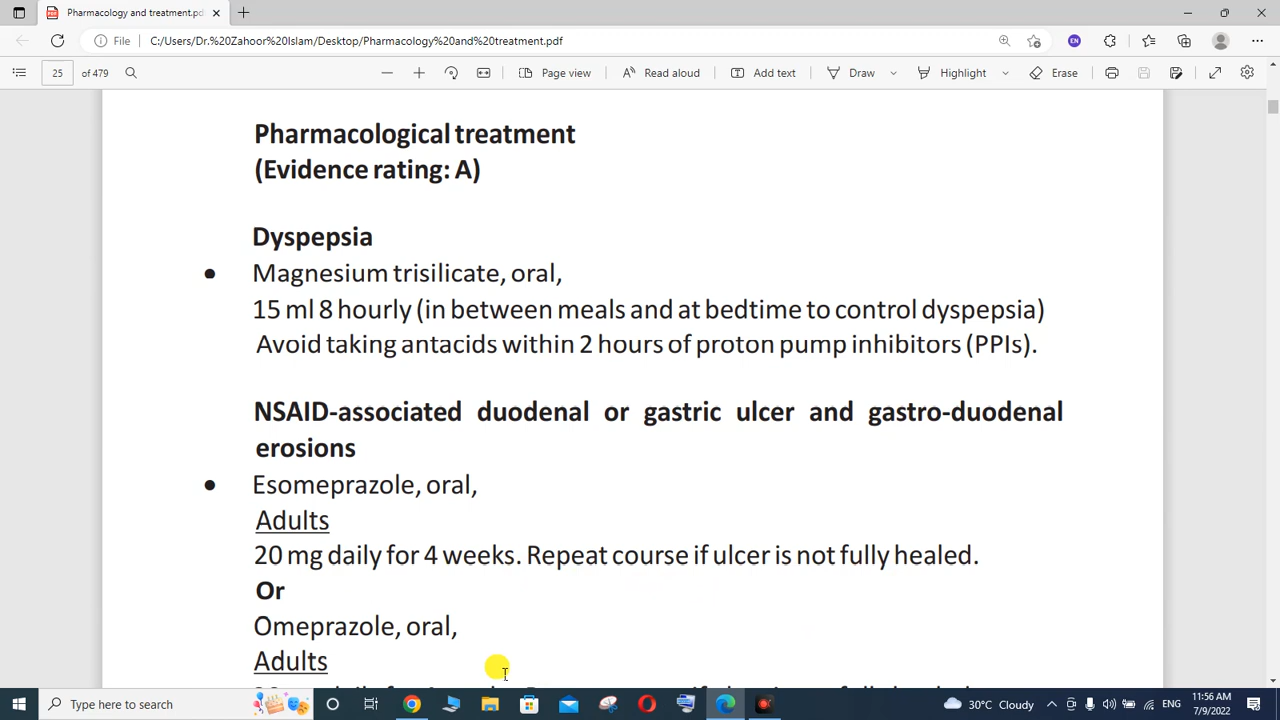 Pharmacology and treatment.pd
File
C:/Users/Dr.%20Zahoor%20Islam/Desktop/Pharmacology%20and%20treatment.pdf
EN
25 of 479
Page view
Read aloud
Add text
Draw
Highlight
Erase
Pharmacological treatment
(Evidence rating: A)
Dyspepsia
● Magnesium trisilicate, oral,
15 ml 8 hourly (in between meals and at bedtime to control dyspepsia)
Avoid taking antacids within 2 hours of proton pump inhibitors (PPIs).
NSAID-associated duodenal or gastric ulcer and gastro-duodenal
erosions
● Esomeprazole, oral,
Adults
20 mg daily for 4 weeks. Repeat course if ulcer is not fully healed.
Or
Omeprazole, oral,
Adults
Type here to search
30°C Cloudy
ENG
11:56 AM
7/9/2022